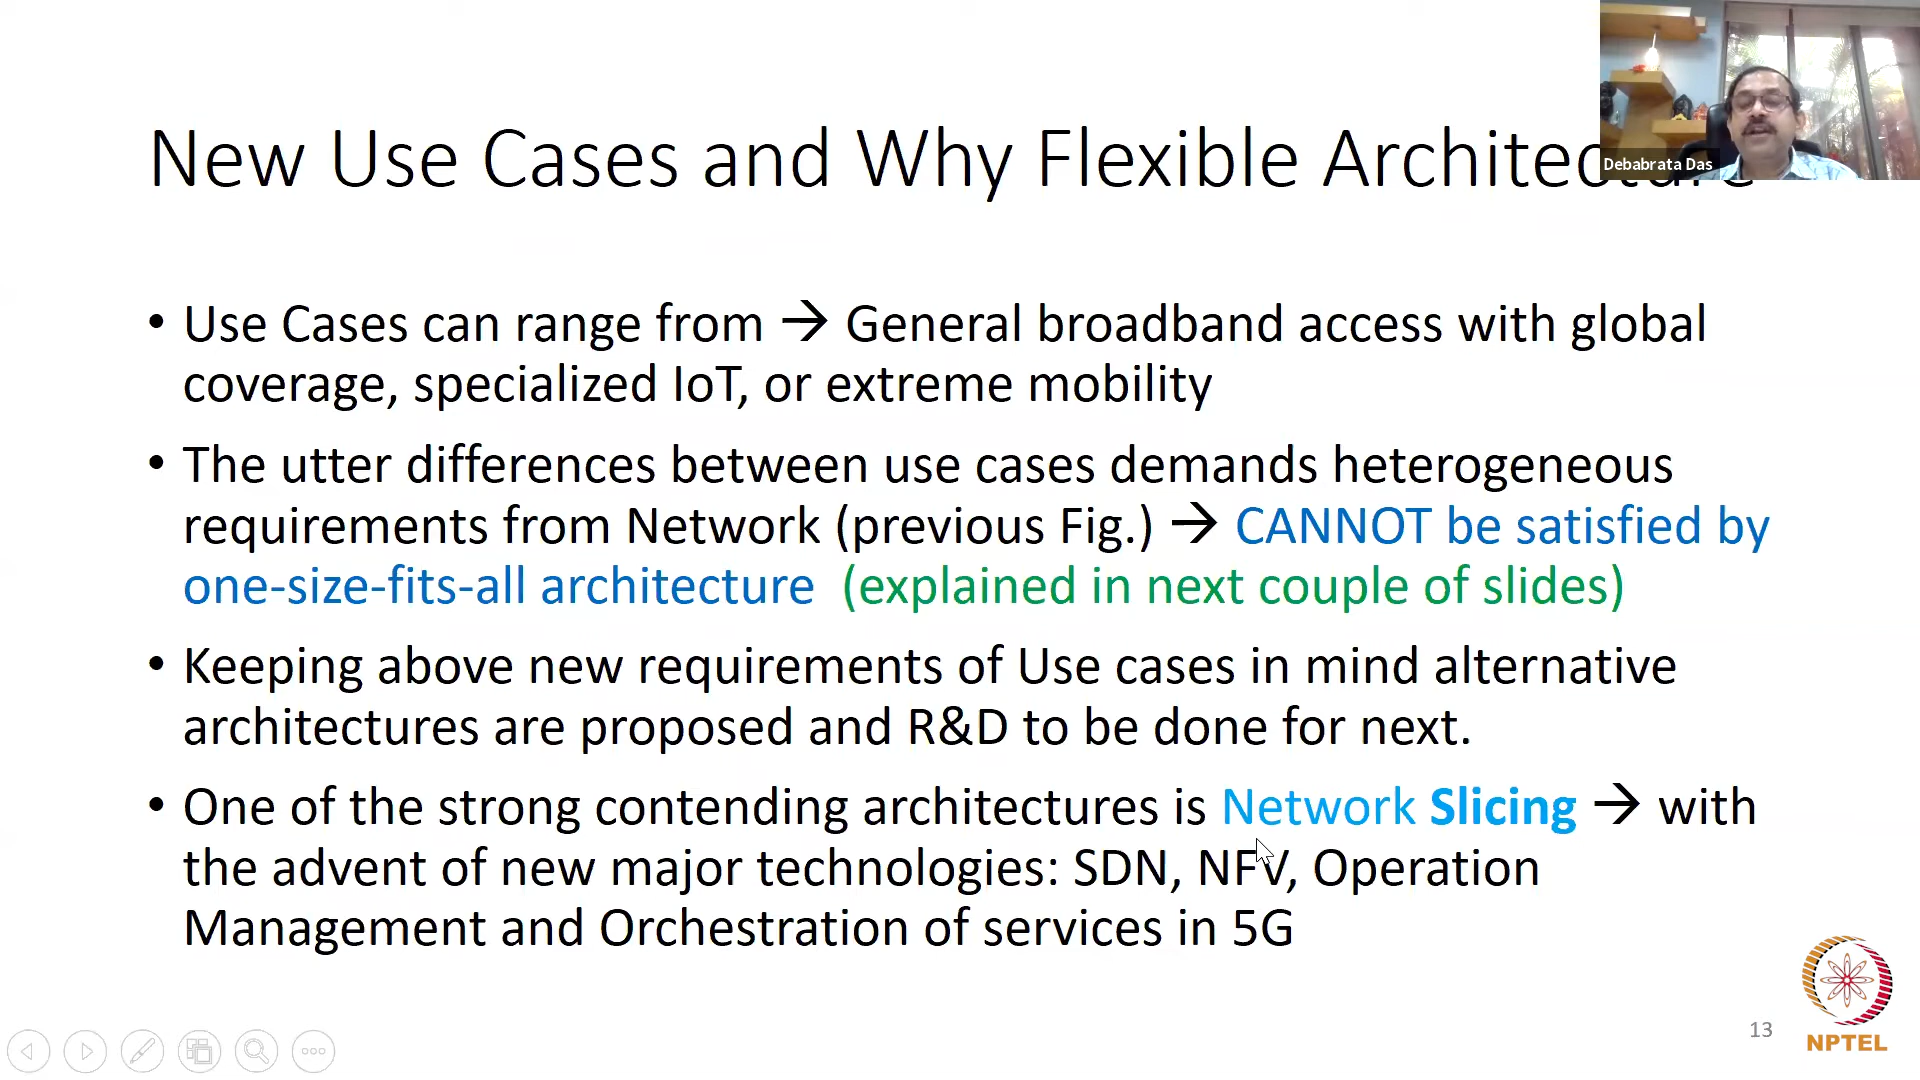 New Use Cases and Why Flexible Architecture
Debabrata Das
• Use Cases can range from → General broadband access with global
coverage, specialized IoT, or extreme mobility
• The utter differences between use cases demands heterogeneous
requirements from Network (previous Fig.) → CANNOT be satisfied by
one-size-fits-all architecture (explained in next couple of slides)
• Keeping above new requirements of Use cases in mind alternative
architectures are proposed and R&D to be done for next.
• One of the strong contending architectures is Network Slicing → with
the advent of new major technologies: SDN, NFV, Operation
Management and Orchestration of services in 5G
13
NPTEL